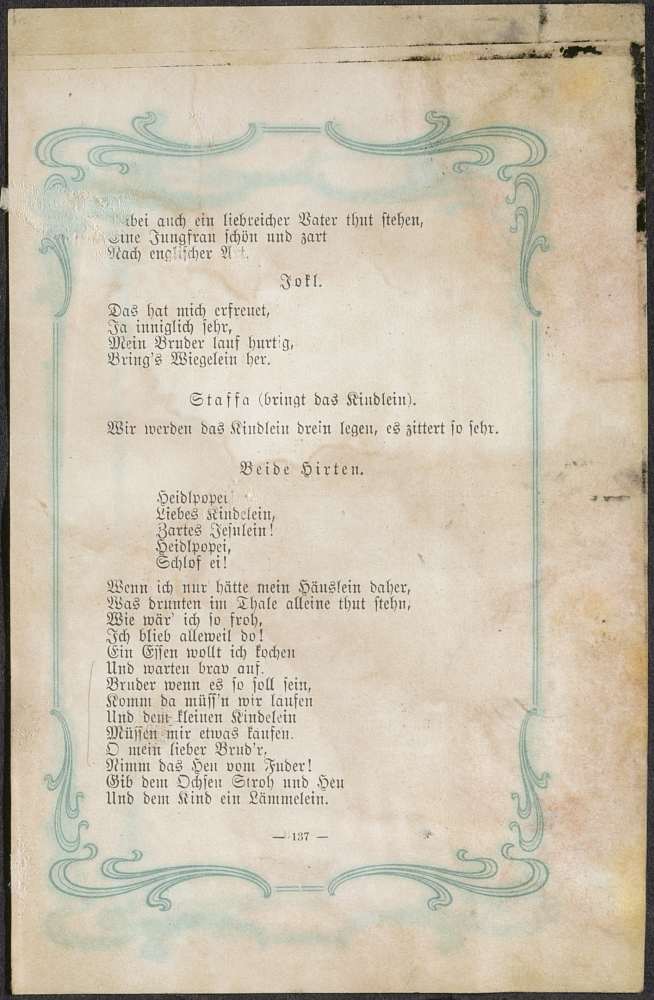 auch ein liebreicher Vater thut stehen,
Eine Jungfrau schön und zart
Nach englischer
Jokl.
Das hat mich erfreuet,
Ja inniglich sehr,
Mein Bruder lauf hurtig,
Bring's Wiegelein her.
Staffa (bringt das Kindlein).
Wir werden das Kindlein drein legen, es zittert so sehr.
Beide Hirten.
Heidlpopei
Liebes Kindelein,
Zartes Jesulein!
Heidlpopei,
Schlof ei!
Wenn ich nur hätte mein Häuslein daher,
Was drunten im Thale alleine thut stehn,
Wie wär' ich so froh,
Ich blieb alleweil do!
Ein Essen wollt ich kochen
Und warten brav auf.
Bruder wenn es so soll sein,
Komm da müss'n wir laufen
Und dem kleinen Kindelein
Müssen mir etwas kaufen.
O mein lieber Brud'r,
Nimm das Heu vom Fuder!
Gib dem Ochsen Stroh und Heu
Und dem Kind ein Lämmelein.
— 137 —